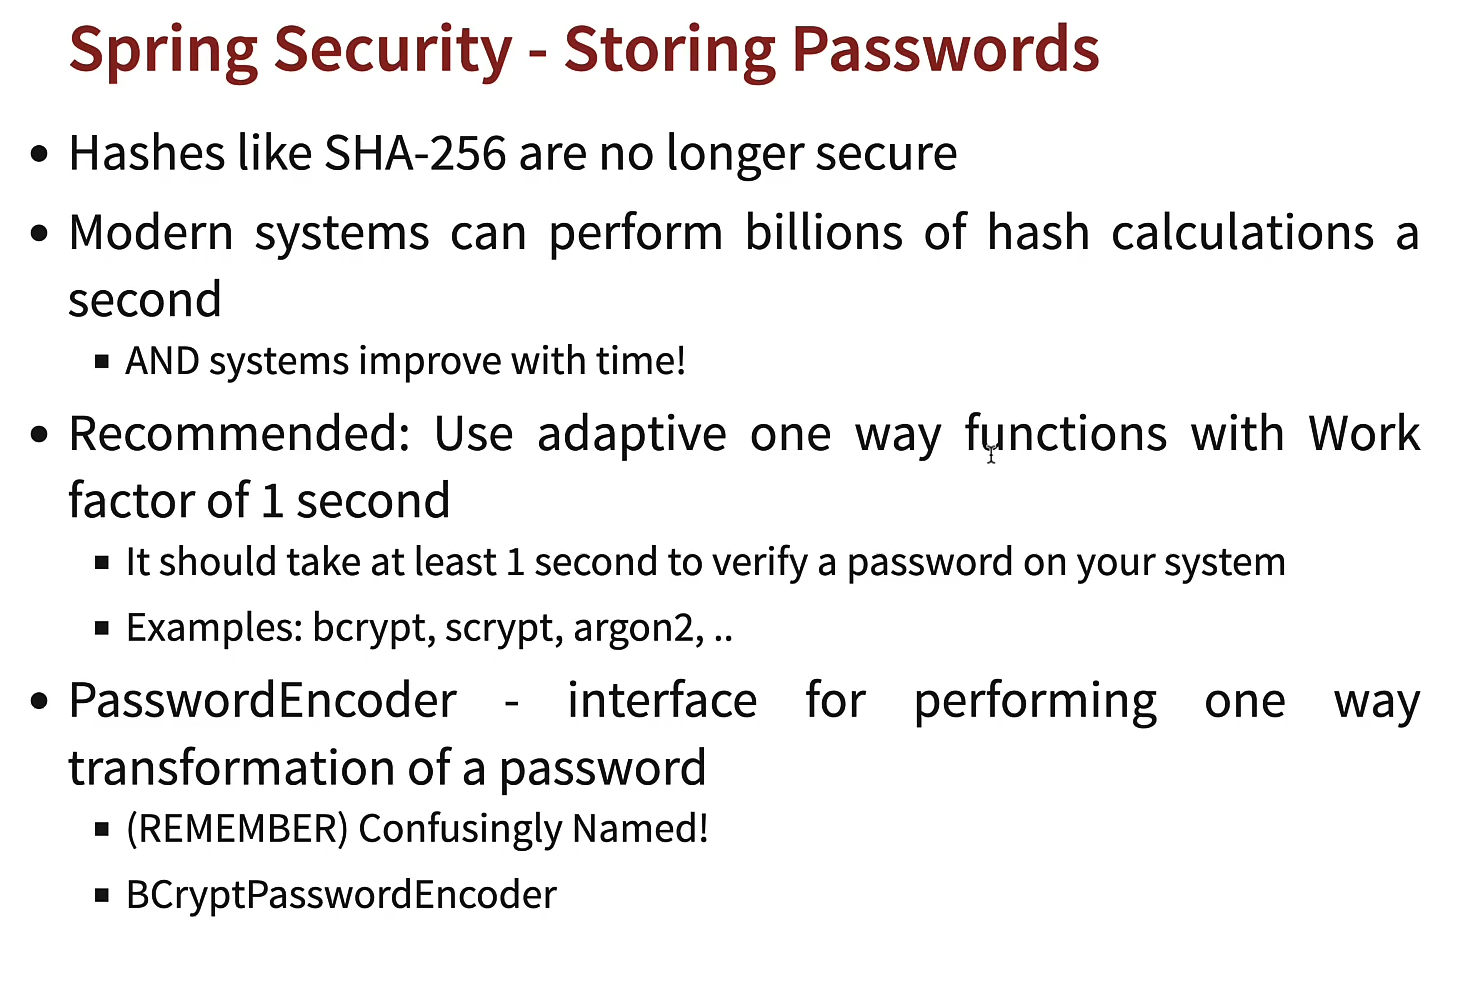 Spring Security - Storing Passwords
• Hashes like SHA-256 are no longer secure
• Modern systems can perform billions of hash calculations a
second
▪ AND systems improve with time!
• Recommended: Use adaptive one way functions with Work
factor of 1 second
▪ It should take at least 1 second to verify a password on your system
▪ Examples: bcrypt, scrypt, argon2, ..
• PasswordEncoder - interface for performing one way
transformation of a password
▪ (REMEMBER) Confusingly Named!
▪ BCryptPasswordEncoder